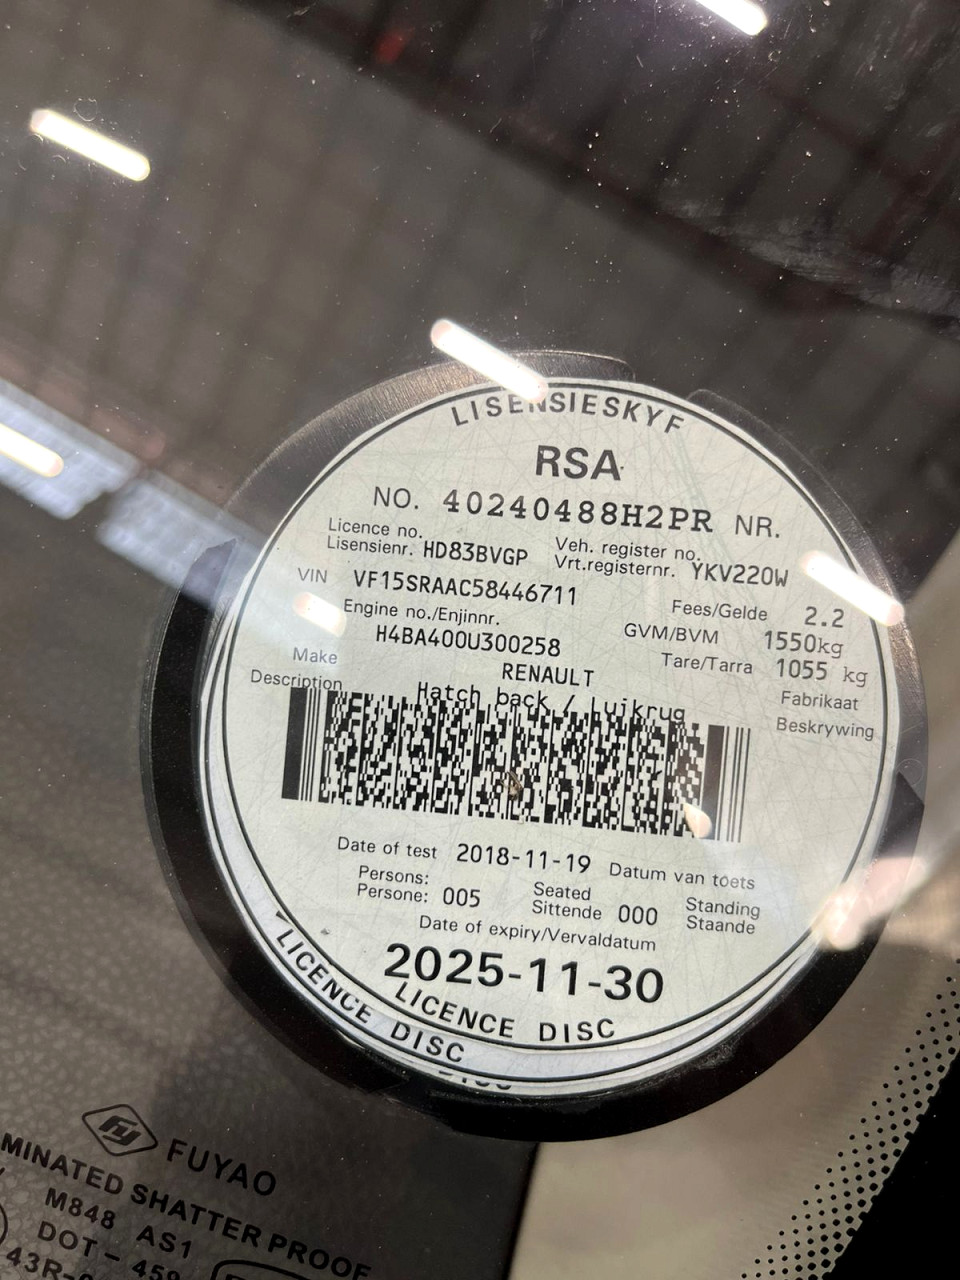 LISENSIESKYF
RSA
NO. 40240488H2PR NR.
Licence no.
Lisensienr. HD83BVGP
Veh. register no.
Vrt.registernr. YKV220W
VIN VF15SRAAC58446711
Fees/Gelde 2.2
Engine no./Enjinnr.
H4BA400U300258
GVM/BVM 1550kg
Tare/Tarra 1055 kg
Make RENAULT Fabrikaat
Description Hatch back / Luikrug Beskrywing
Date of test 2018-11-19 Datum van toets
Persons:
Persone: 005
Seated
Sittende 000
Standing
Staande
Date of expiry/Vervaldatum
2025-11-30
LICENCE DISC
LICENCE DISC
FUYAO
MINATED SHATTER PROOF
M848 AS1
DOT-459
43R-